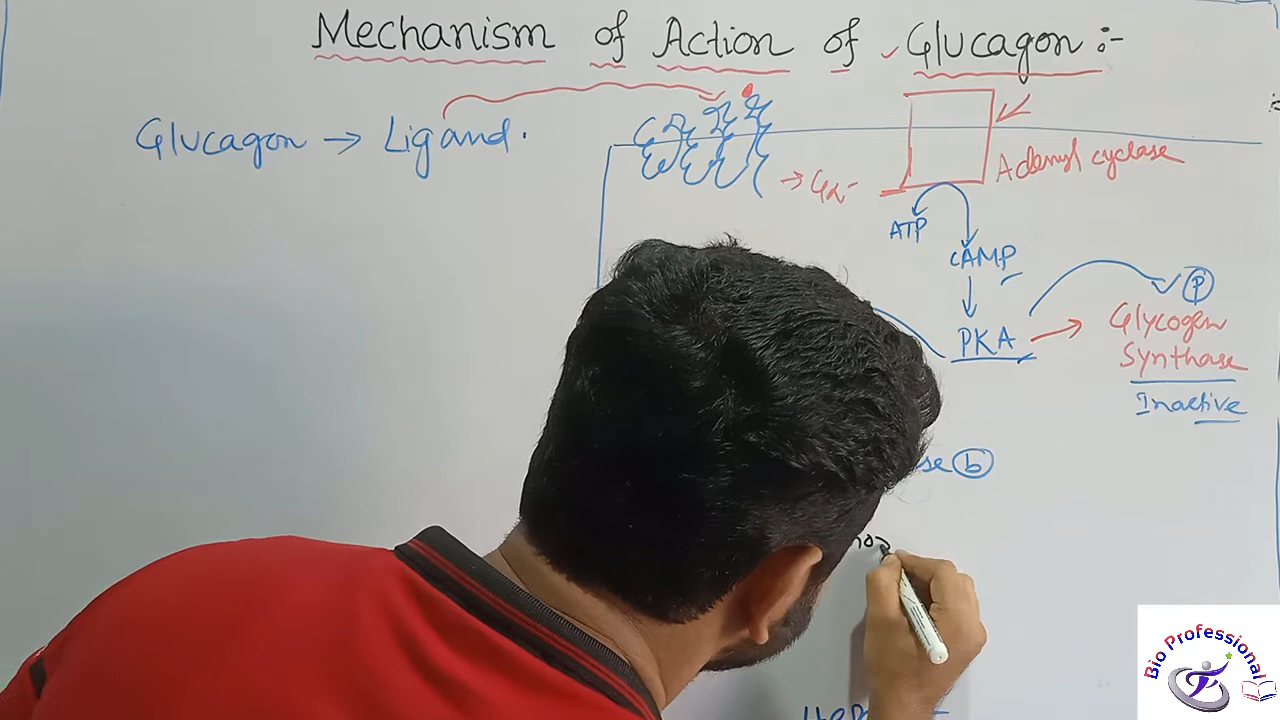 Mechanism of Action of Glucagon :-
Glucagon → Ligand.
→ Gα
Adenyl cyclase
ATP
cAMP
PKA → Glycogen Synthase
P
Inactive
b
Bio Professional